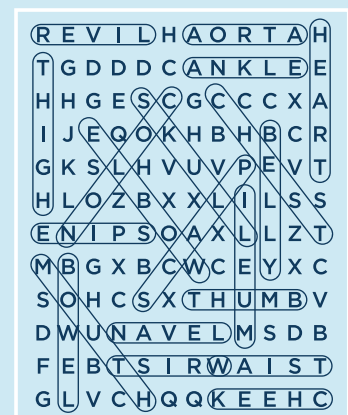 R E V I L H A O R T A H
T G D D D C A N K L E E
H H G E S C G C C C X A
I J E Q O K H B H B C R
G K S L H V U V P E V T
H L O Z B X X L I L S S
E N I P S O A X L L Z T
M B G X B C W C E Y X C
S O H C S X T H U M B V
D W U N A V E L M S D B
F E B T S I R W A I S T
G L V C H Q Q K E E H C